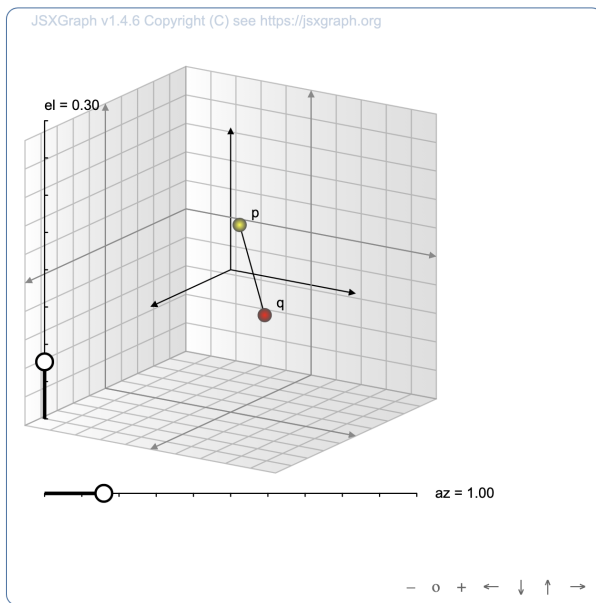 JSXGraph v1.4.6 Copyright (C) see https://jsxgraph.org
el = 0.30
p
q
az = 1.00
– o + ← ↓ ↑ →